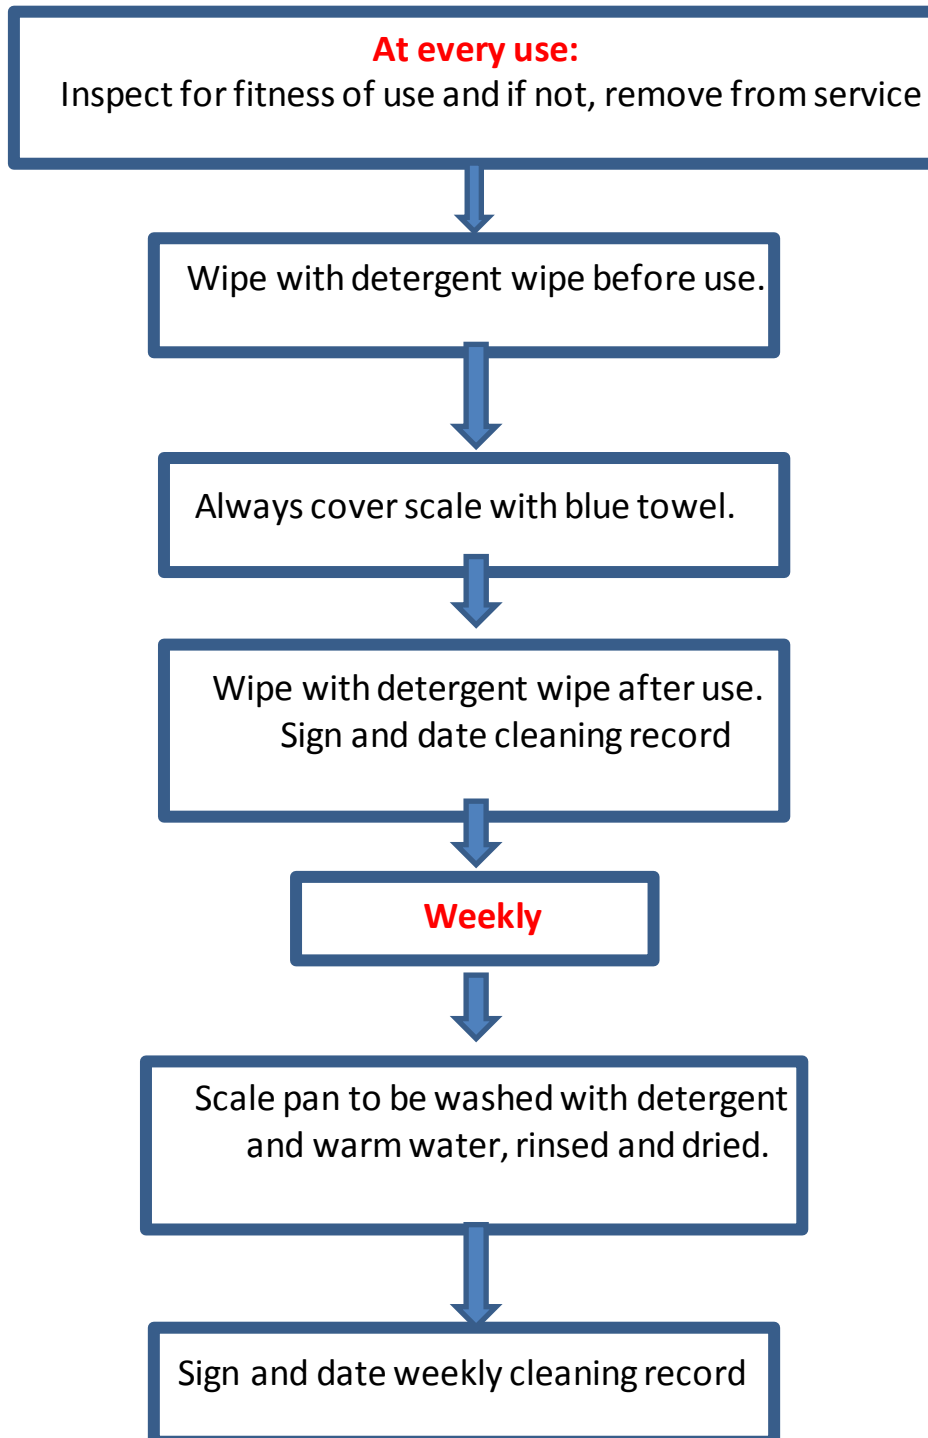 At every use:
Inspect for fitness of use and if not, remove from service
Wipe with detergent wipe before use.
Always cover scale with blue towel.
Wipe with detergent wipe after use.
Sign and date cleaning record
Weekly
Scale pan to be washed with detergent
and warm water, rinsed and dried.
Sign and date weekly cleaning record